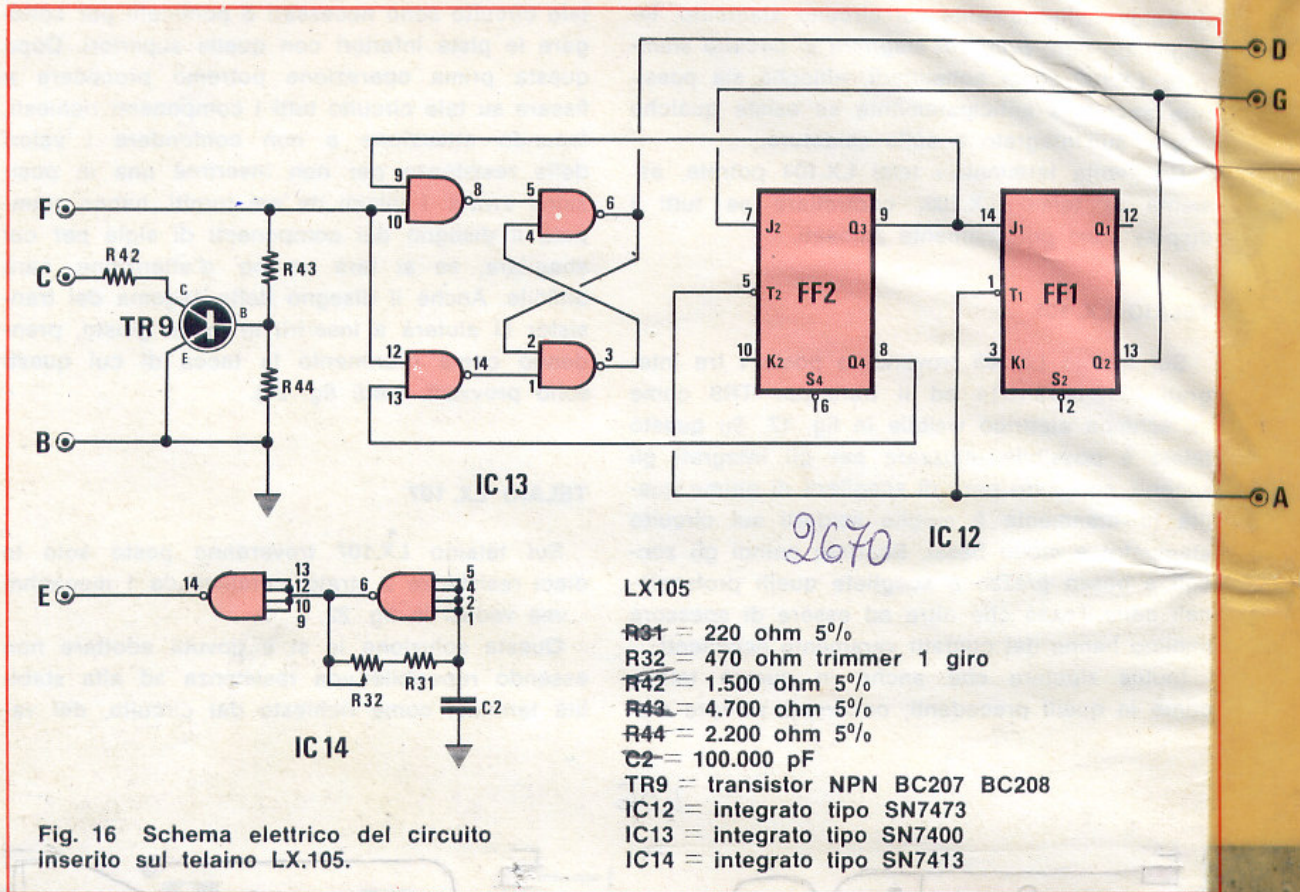 D
G
9
8
10
5
6
4
F
R42
C
R43
C
B
TR9
E
R44
12
14
13
2
3
1
B
IC 13
7
J2
Q3
9
5
T2
FF2
10
K2
Q4
8
S4
T6
14
J1
Q1
12
1
T1
FF1
3
K1
Q2
13
S2
T2
A
IC 12
2670
E
14
13
12
10
9
6
5
4
2
1
R32
R31
C2
IC 14
LX105
R31 = 220 ohm 5%
R32 = 470 ohm trimmer 1 giro
R42 = 1.500 ohm 5%
R43 = 4.700 ohm 5%
R44 = 2.200 ohm 5%
C2 = 100.000 pF
TR9 = transistor NPN BC207 BC208
IC12 = integrato tipo SN7473
IC13 = integrato tipo SN7400
IC14 = integrato tipo SN7413
Fig. 16 Schema elettrico del circuito
inserito sul telaino LX.105.